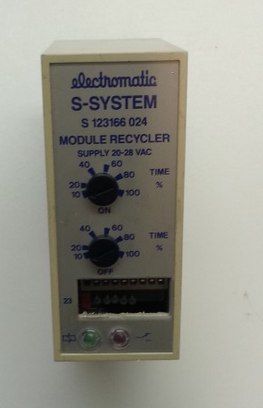 electromatic
S-SYSTEM
S 123166 024
MODULE RECYCLER
SUPPLY 20-28 VAC
40 60
20 80 TIME
10 100 %
ON
40 60
20 80 TIME
10 100 %
OFF
23